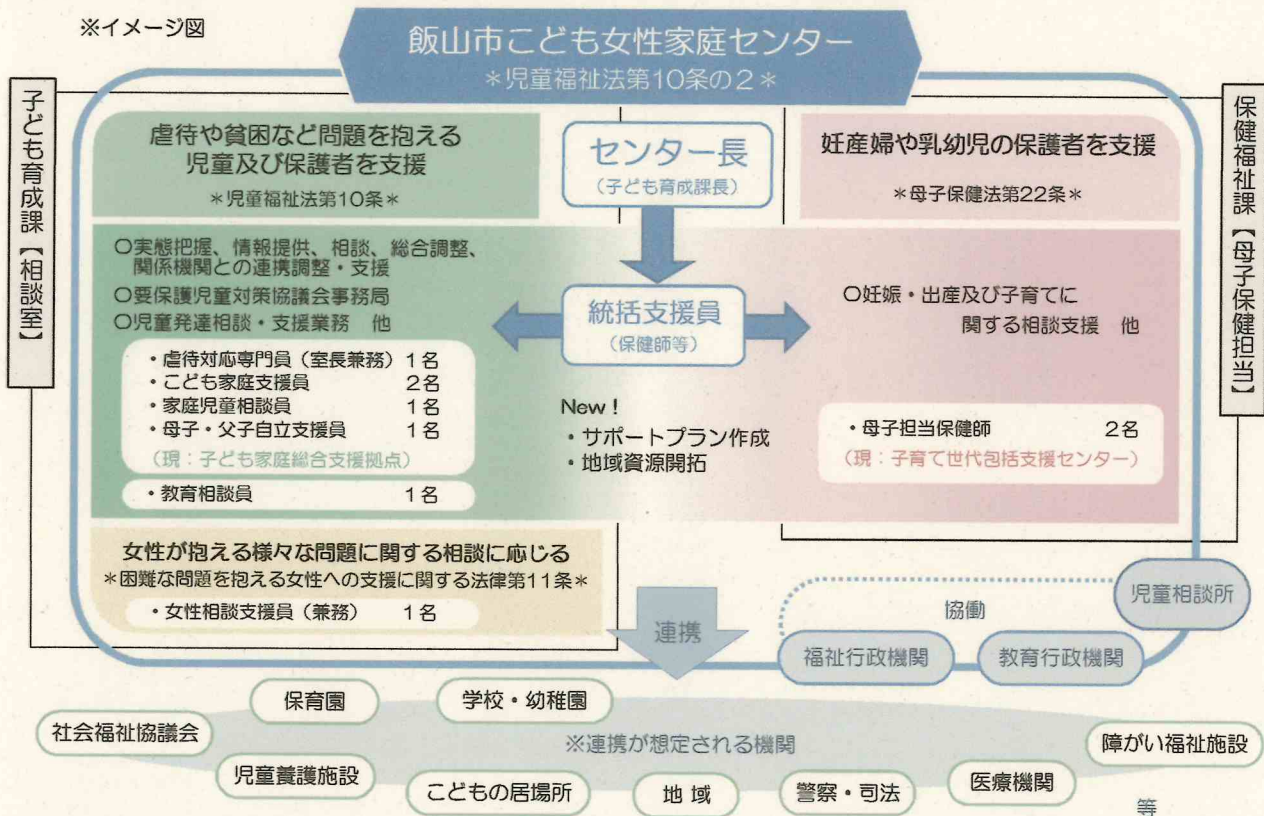 ※イメージ図
飯山市こども女性家庭センター
＊児童福祉法第10条の2＊
子ども育成課【相談室】
虐待や貧困など問題を抱える
児童及び保護者を支援
＊児童福祉法第10条＊
センター長
（子ども育成課長）
妊産婦や乳幼児の保護者を支援
＊母子保健法第22条＊
保健福祉課【母子保健担当】
○実態把握、情報提供、相談、総合調整、
関係機関との連携調整・支援
○要保護児童対策協議会事務局
○児童発達相談・支援業務　他
・虐待対応専門員（室長兼務）1名
・こども家庭支援員　2名
・家庭児童相談員　1名
・母子・父子自立支援員　1名
（現：子ども家庭総合支援拠点）
・教育相談員　1名
統括支援員
（保健師等）
New！
・サポートプラン作成
・地域資源開拓
○妊娠・出産及び子育てに
関する相談支援　他
・母子担当保健師　2名
（現：子育て世代包括支援センター）
女性が抱える様々な問題に関する相談に応じる
＊困難な問題を抱える女性への支援に関する法律第11条＊
・女性相談支援員（兼務）　1名
連携
協働
児童相談所
福祉行政機関
教育行政機関
保育園
学校・幼稚園
社会福祉協議会
※連携が想定される機関
障がい福祉施設
児童養護施設
こどもの居場所
地域
警察・司法
医療機関
等